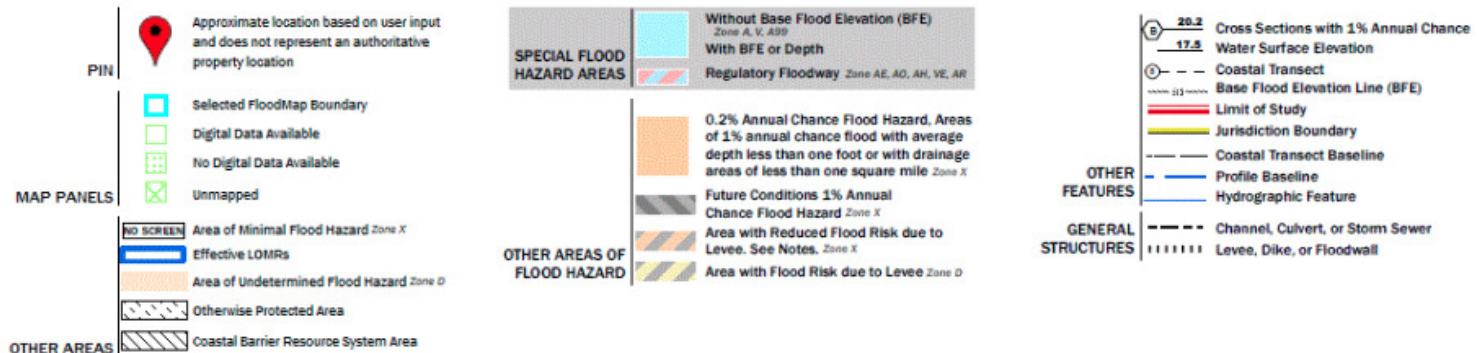 PIN
Approximate location based on user input
and does not represent an authoritative
property location
MAP PANELS
Selected FloodMap Boundary
Digital Data Available
No Digital Data Available
Unmapped
OTHER AREAS
NO SCREEN Area of Minimal Flood Hazard Zone X
Effective LOMRs
Area of Undetermined Flood Hazard Zone D
Otherwise Protected Area
Coastal Barrier Resource System Area
SPECIAL FLOOD
HAZARD AREAS
Without Base Flood Elevation (BFE)
Zone A, V, A99
With BFE or Depth
Regulatory Floodway Zone AE, AO, AH, VE, AR
OTHER AREAS OF
FLOOD HAZARD
0.2% Annual Chance Flood Hazard, Areas
of 1% annual chance flood with average
depth less than one foot or with drainage
areas of less than one square mile Zone X
Future Conditions 1% Annual
Chance Flood Hazard Zone X
Area with Reduced Flood Risk due to
Levee. See Notes. Zone X
Area with Flood Risk due to Levee Zone D
OTHER
FEATURES
B 20.2 Cross Sections with 1% Annual Chance
17.5 Water Surface Elevation
Coastal Transect
Base Flood Elevation Line (BFE)
Limit of Study
Jurisdiction Boundary
Coastal Transect Baseline
Profile Baseline
Hydrographic Feature
GENERAL
STRUCTURES
Channel, Culvert, or Storm Sewer
Levee, Dike, or Floodwall